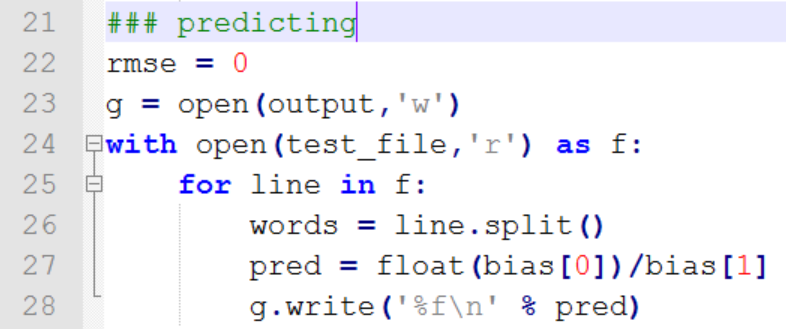 21 ### predicting
22 rmse = 0
23 g = open(output,'w')
24 with open(test_file,'r') as f:
25     for line in f:
26         words = line.split()
27         pred = float(bias[0])/bias[1]
28         g.write('%f\n' % pred)